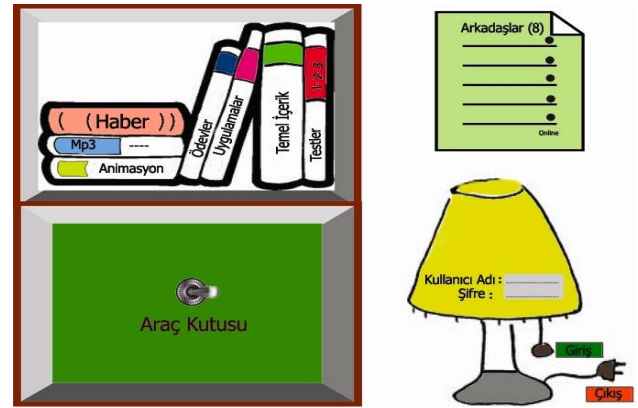 ( (Haber ))
Mp3 ----
Animasyon
Ödevler
Uygulamalar
Temel İçerik
Testler
1-2-3
Araç Kutusu
Arkadaşlar (8)
Online
Kullanıcı Adı :
Şifre :
Giriş
Çıkış